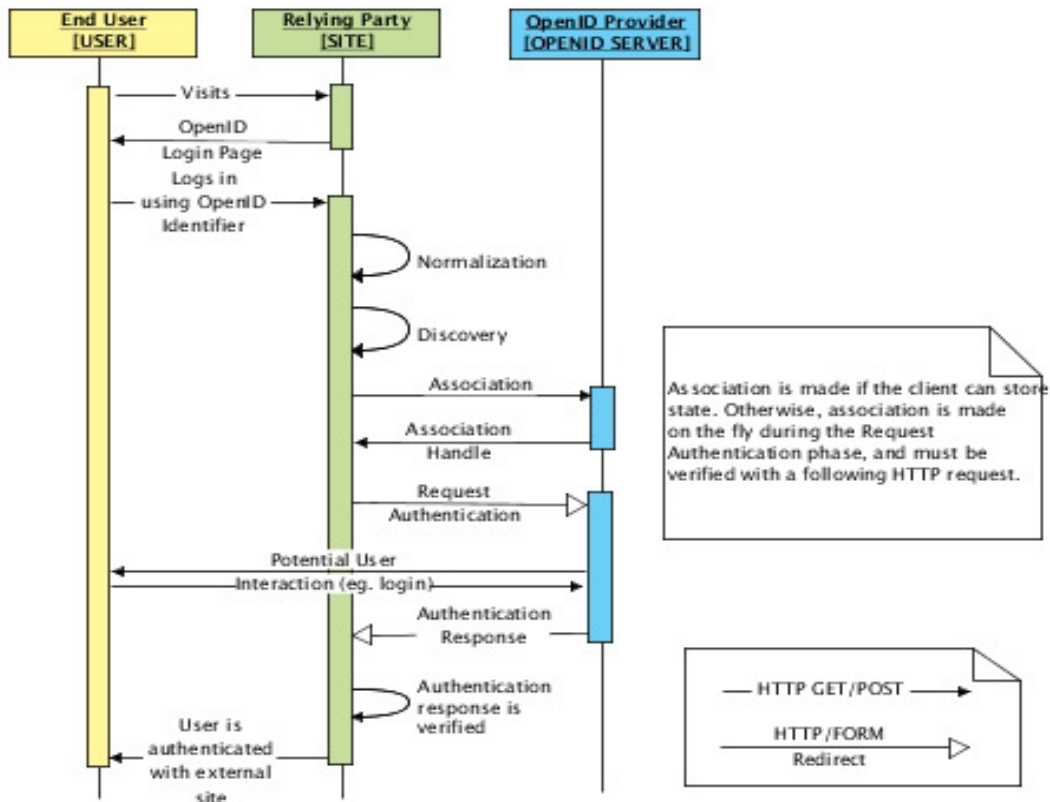 End User
[USER]
Relying Party
[SITE]
OpenID Provider
[OPENID SERVER]
Visits
OpenID
Login Page
Logs in
using OpenID
Identifier
Normalization
Discovery
Association
Association
Handle
Request
Authentication
Potential User
Interaction (eg. login)
Authentication
Response
Authentication
response is
verified
User is
authenticated
with external
site
Association is made if the client can store
state. Otherwise, association is made
on the fly during the Request
Authentication phase, and must be
verified with a following HTTP request.
HTTP GET/POST
HTTP/FORM
Redirect